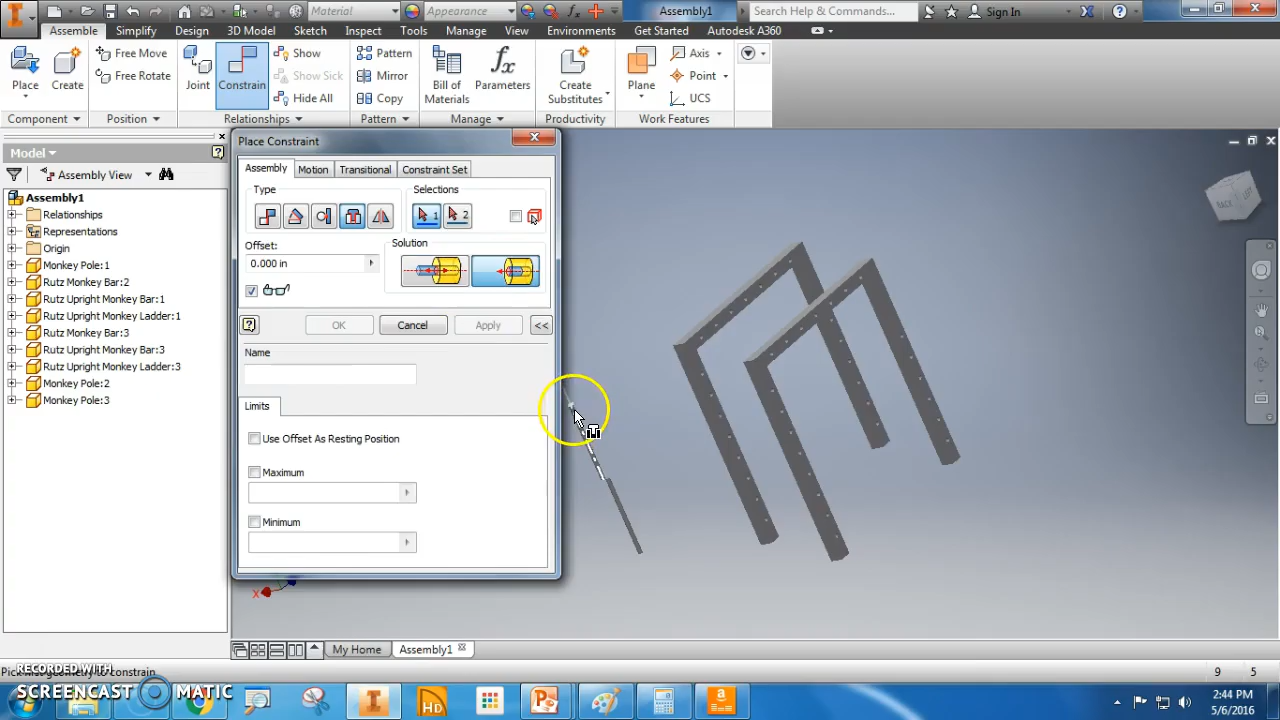 Material
Appearance
Assembly1
Search Help & Commands...
Sign In
Assemble Simplify Design 3D Model Sketch Inspect Tools Manage View Environments Get Started Autodesk A360
Place
Create
Free Move
Free Rotate
Joint
Constrain
Show
Show Sick
Hide All
Pattern
Mirror
Copy
Bill of
Materials
fx
Parameters
Create
Substitutes
Plane
Axis
Point
UCS
Component Position Relationships Pattern Manage Productivity Work Features
Model
Assembly View
Assembly1
Relationships
Representations
Origin
Monkey Pole:1
Rutz Monkey Bar:2
Rutz Upright Monkey Bar:1
Rutz Upright Monkey Ladder:1
Rutz Monkey Bar:3
Rutz Upright Monkey Bar:3
Rutz Upright Monkey Ladder:3
Monkey Pole:2
Monkey Pole:3
Place Constraint
Assembly Motion Transitional Constraint Set
Type
Selections
1
2
Offset:
0.000 in
Solution
OK
Cancel
Apply
<<
Name
Limits
Use Offset As Resting Position
Maximum
Minimum
BACK
X
My Home
Assembly1
9 5
RECORDED WITH
SCREENCAST MATIC
HD
2:44 PM
5/6/2016